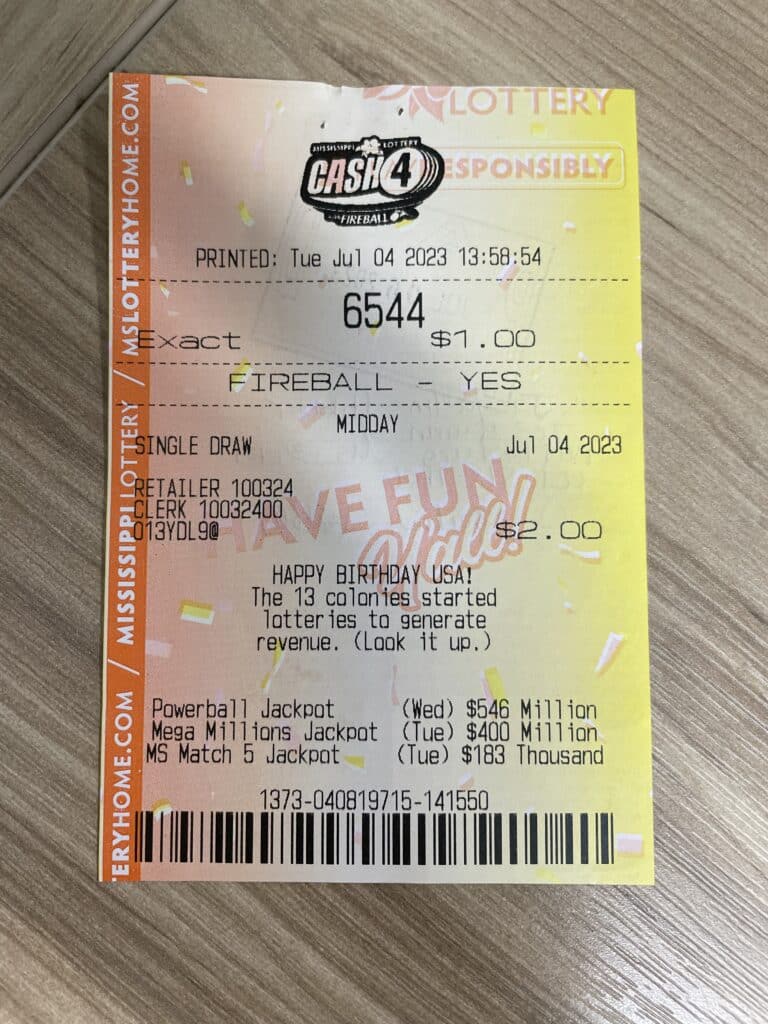 LOTTERY
RESPONSIBLY
MISSISSIPPI LOTTERY
CASH 4
FIREBALL
PRINTED: Tue Jul 04 2023 13:58:54
6544
Exact $1.00
FIREBALL - YES
MIDDAY
SINGLE DRAW Jul 04 2023
RETAILER 100324
CLERK 10032400
013YDL9@
$2.00
HAVE FUN
Y'all!
HAPPY BIRTHDAY USA!
The 13 colonies started
lotteries to generate
revenue. (Look it up.)
Powerball Jackpot (Wed) $546 Million
Mega Millions Jackpot (Tue) $400 Million
MS Match 5 Jackpot (Tue) $183 Thousand
1373-040819715-141550
TERYHOME.COM / MISSISSIPPI LOTTERY / MSLOTTERYHOME.COM